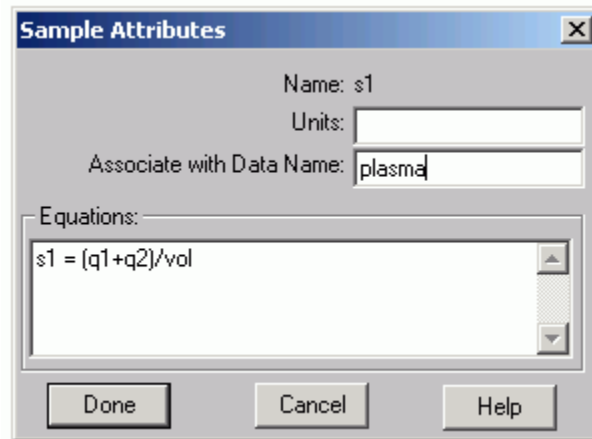 Sample Attributes
Name: s1
Units:
Associate with Data Name: plasma
Equations:
s1 = (q1+q2)/vol
Done Cancel Help